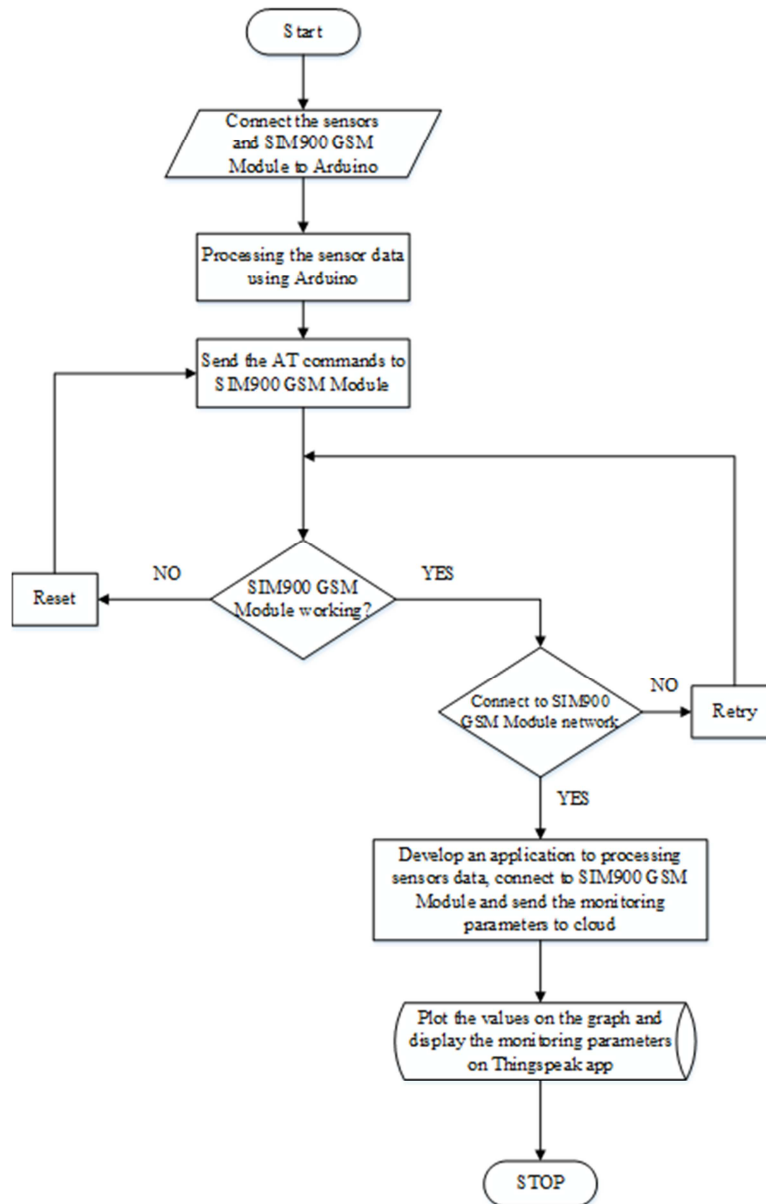 Start
Connect the sensors
and SIM900 GSM
Module to Arduino
Processing the sensor data
using Arduino
Send the AT commands to
SIM900 GSM Module
NO
YES
Reset
SIM900 GSM
Module working?
NO
Connect to SIM900
GSM Module network
Retry
YES
Develop an application to processing
sensors data, connect to SIM900 GSM
Module and send the monitoring
parameters to cloud
Plot the values on the graph and
display the monitoring parameters
on Thingspeak app
STOP